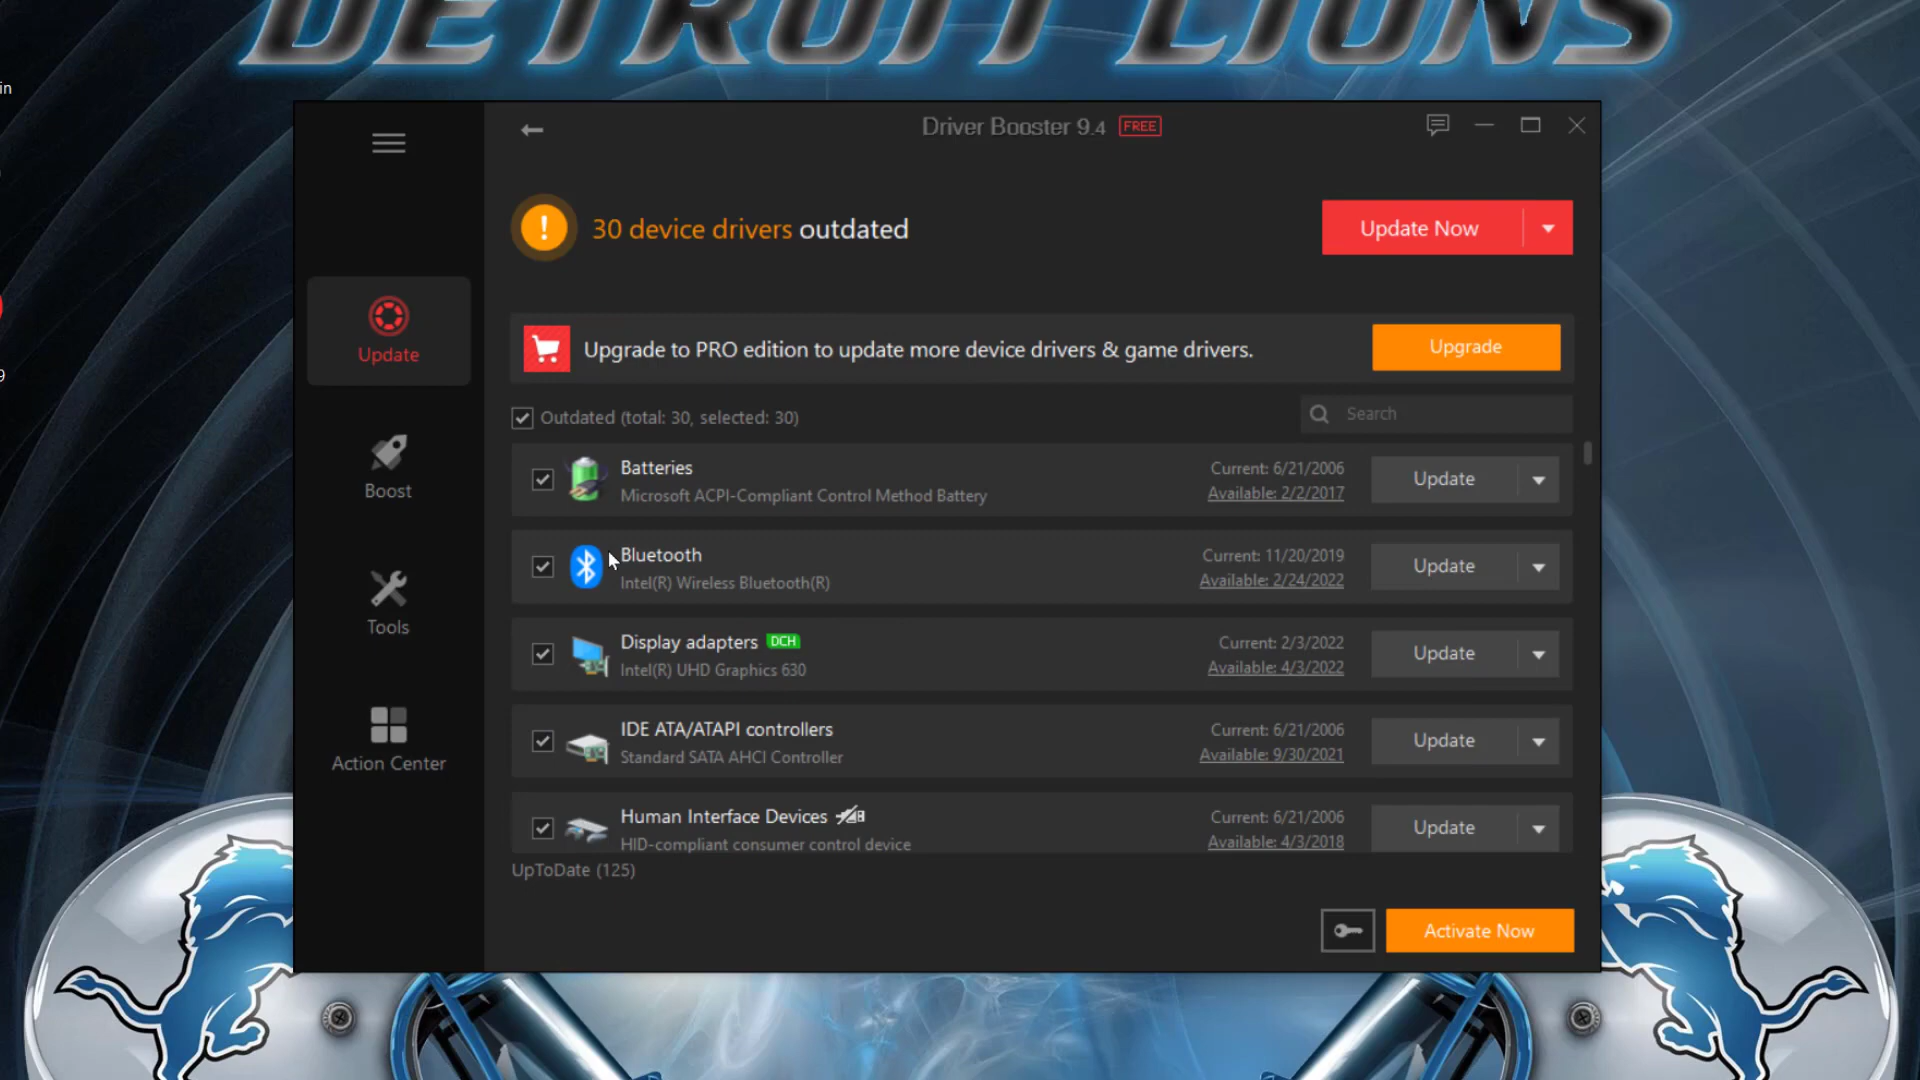 DETROIT LIONS
in
Driver Booster 9.4 FREE
30 device drivers outdated
Update Now
9
Update
Upgrade to PRO edition to update more device drivers & game drivers.
Upgrade
Outdated (total: 30, selected: 30)
Search
Boost
Batteries
Microsoft ACPI-Compliant Control Method Battery
Current: 6/21/2006
Available: 2/2/2017
Update
Bluetooth
Intel(R) Wireless Bluetooth(R)
Current: 11/20/2019
Available: 2/24/2022
Update
Tools
Display adapters DCH
Intel(R) UHD Graphics 630
Current: 2/3/2022
Available: 4/3/2022
Update
Action Center
IDE ATA/ATAPI controllers
Standard SATA AHCI Controller
Current: 6/21/2006
Available: 9/30/2021
Update
Human Interface Devices
HID-compliant consumer control device
Current: 6/21/2006
Available: 4/3/2018
Update
UpToDate (125)
Activate Now